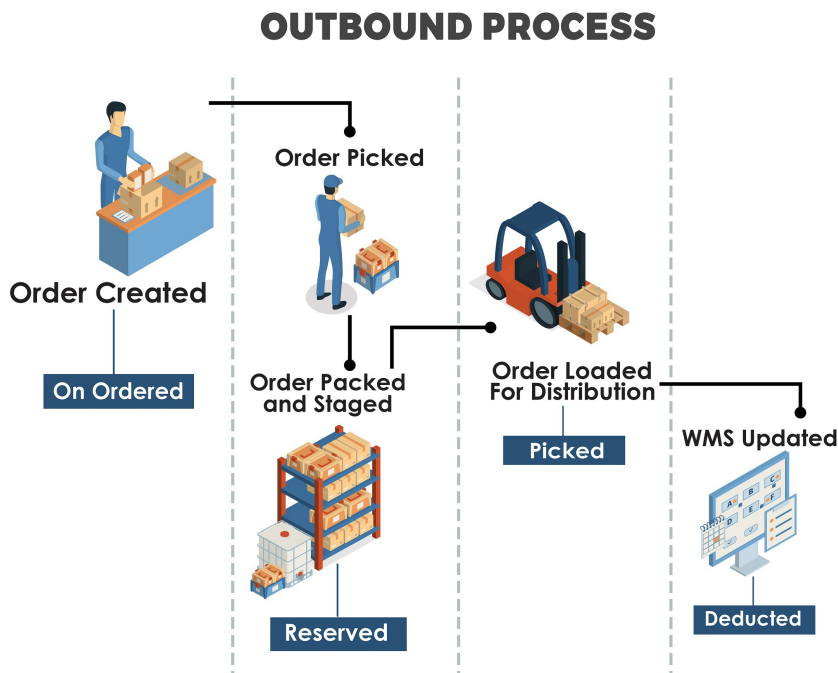 OUTBOUND PROCESS
Order Created
On Ordered
Order Picked
Order Packed
and Staged
Reserved
Order Loaded
For Distribution
Picked
WMS Updated
A
B
C
D
E
F
Deducted